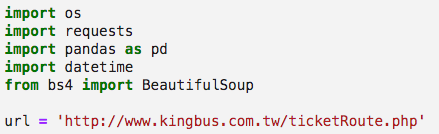 import os
import requests
import pandas as pd
import datetime
from bs4 import BeautifulSoup
url = 'http://www.kingbus.com.tw/ticketRoute.php'